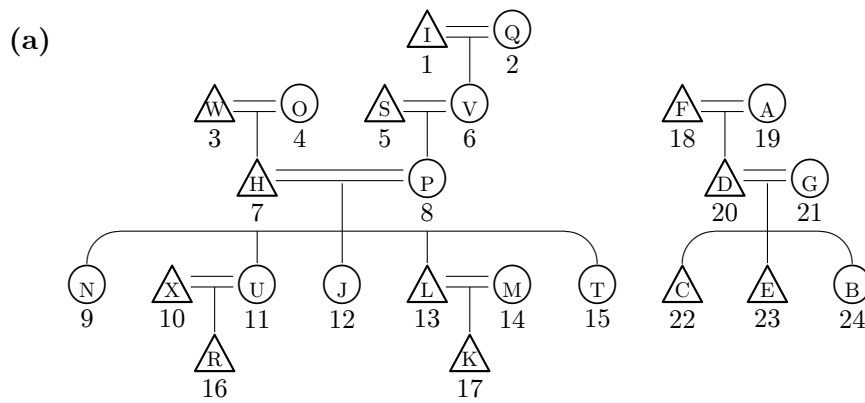 (a)
I Q
1 2
W O S V F A
3 4 5 6 18 19
H P D G
7 8 20 21
N X U J L M T C E B
9 10 11 12 13 14 15 22 23 24
R K
16 17